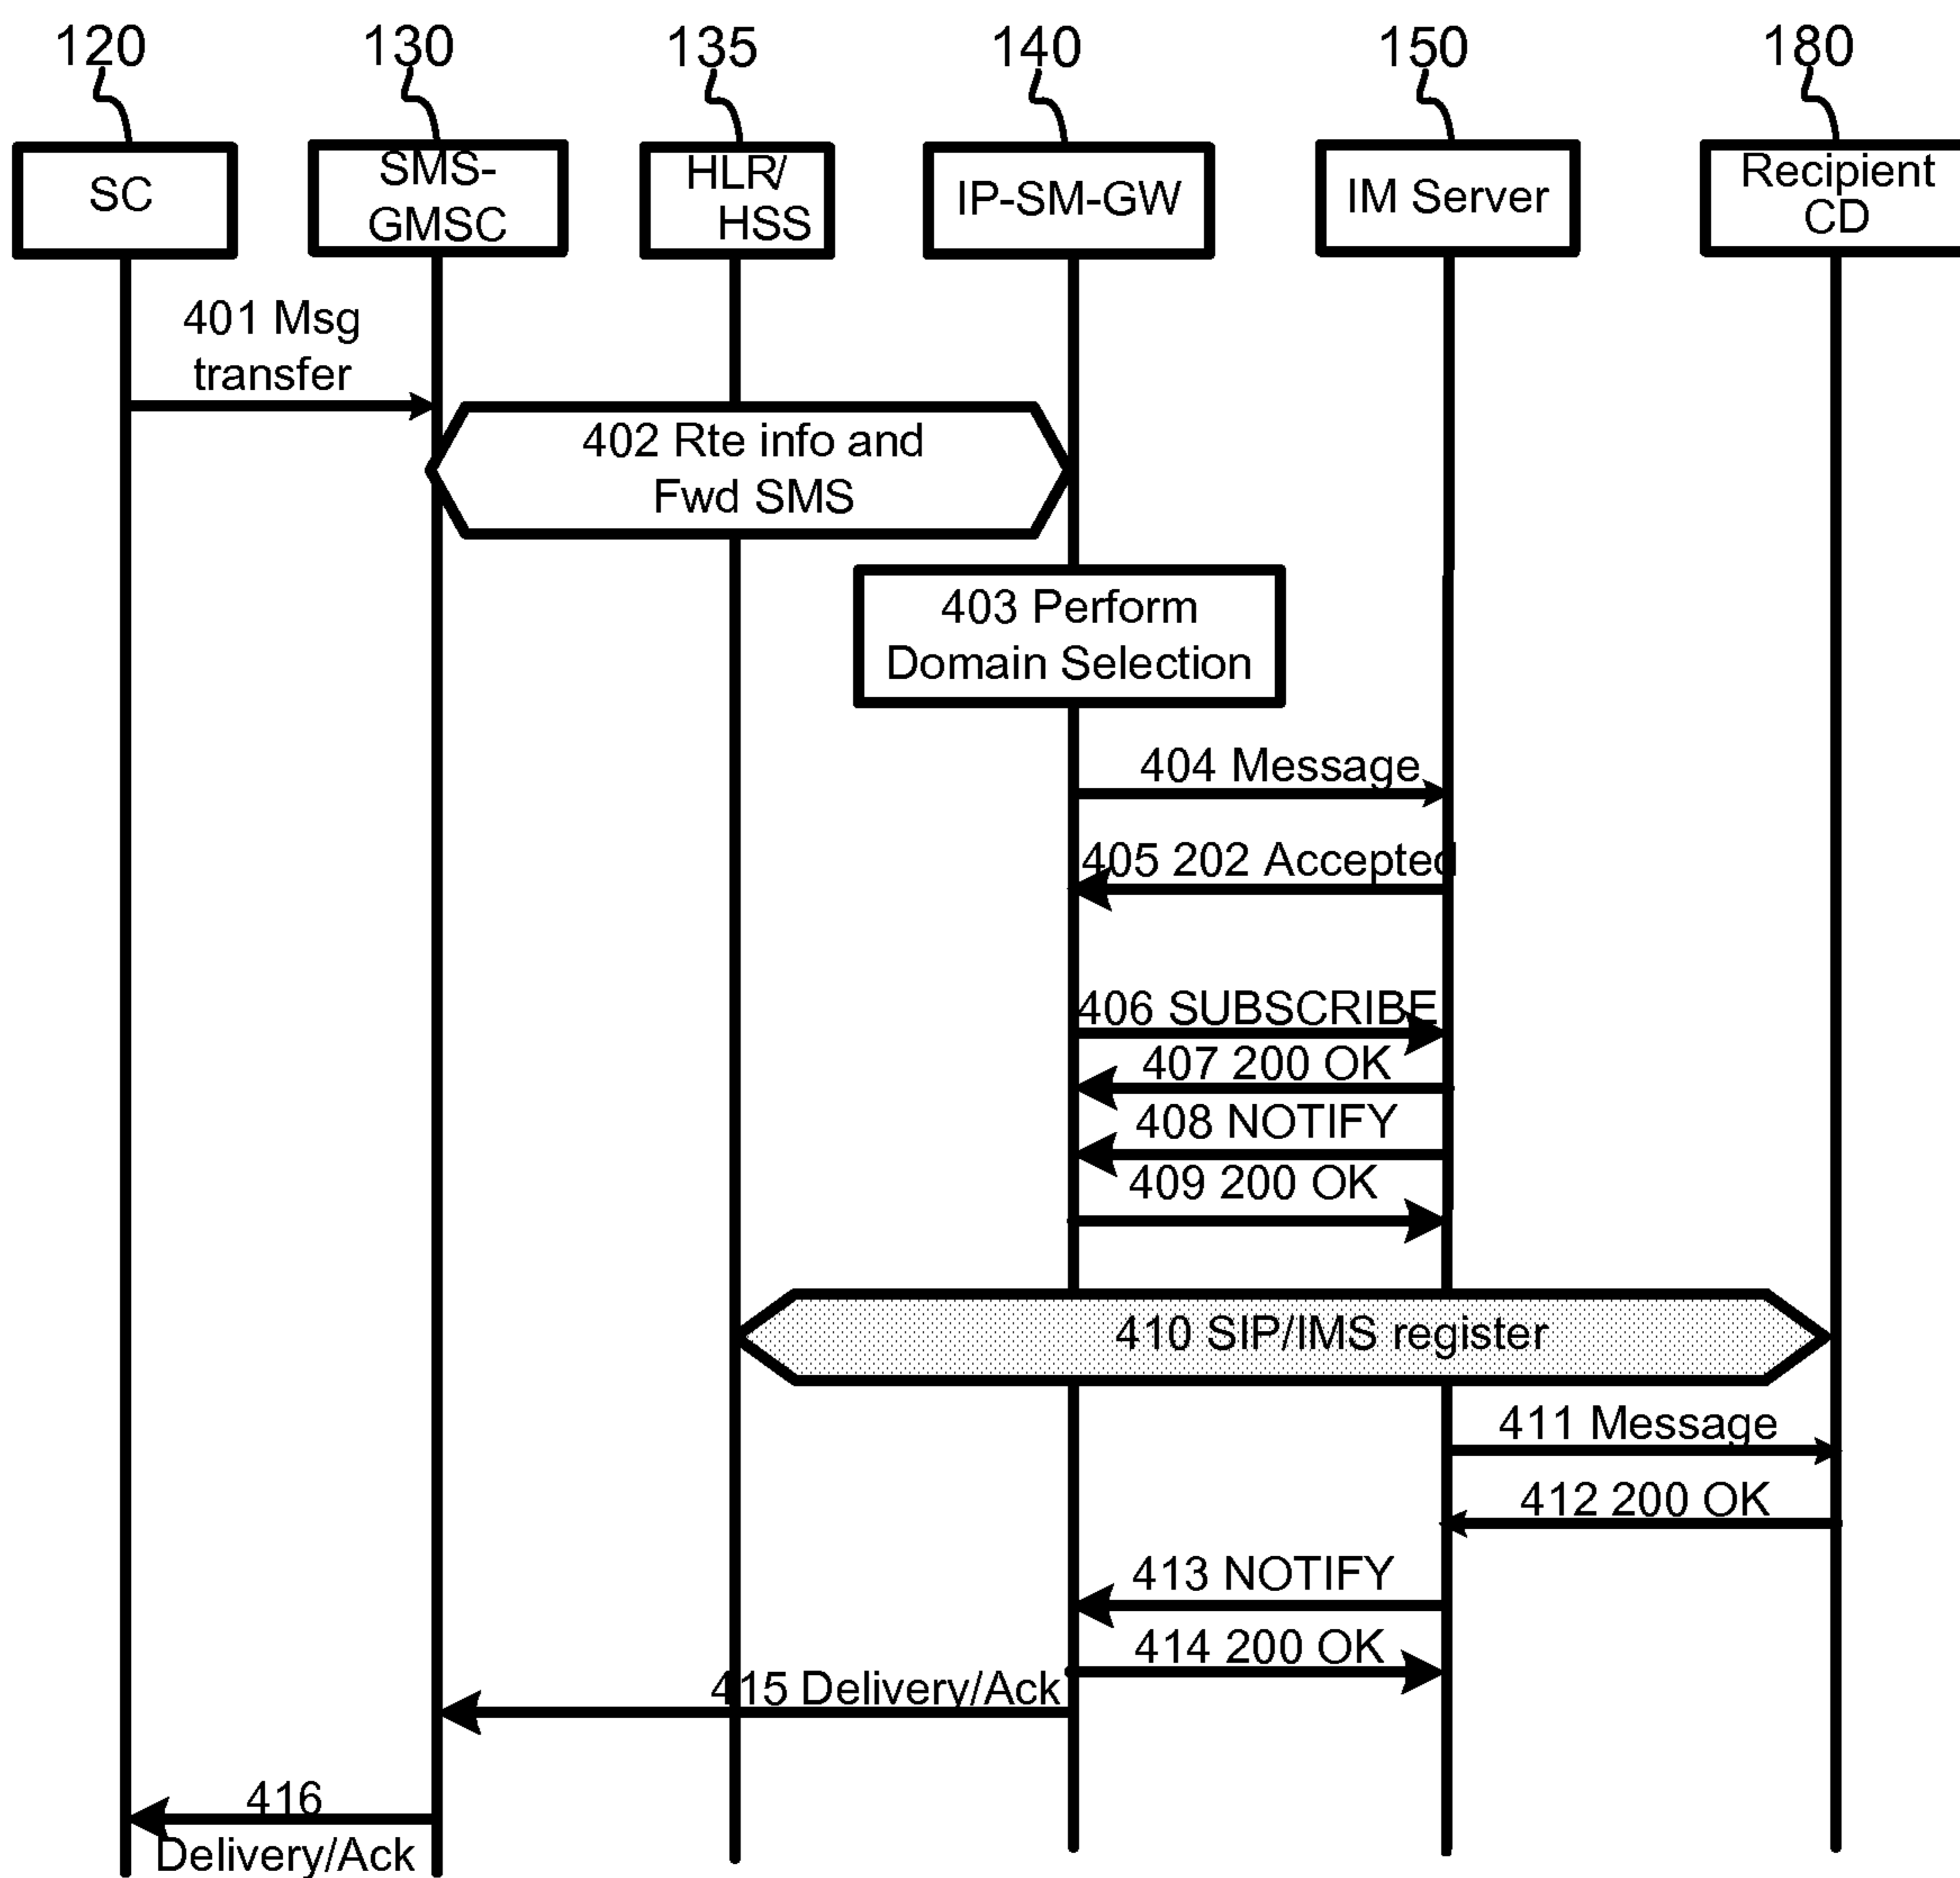 120
130
135
140
150
180
SC
SMS-
GMSC
HLR/
HSS
IP-SM-GW
IM Server
Recipient
CD
401 Msg
transfer
402 Rte info and
Fwd SMS
403 Perform
Domain Selection
404 Message
405 202 Accepted
406 SUBSCRIBE
407 200 OK
408 NOTIFY
409 200 OK
410 SIP/IMS register
411 Message
412 200 OK
413 NOTIFY
414 200 OK
415 Delivery/Ack
416
Delivery/Ack